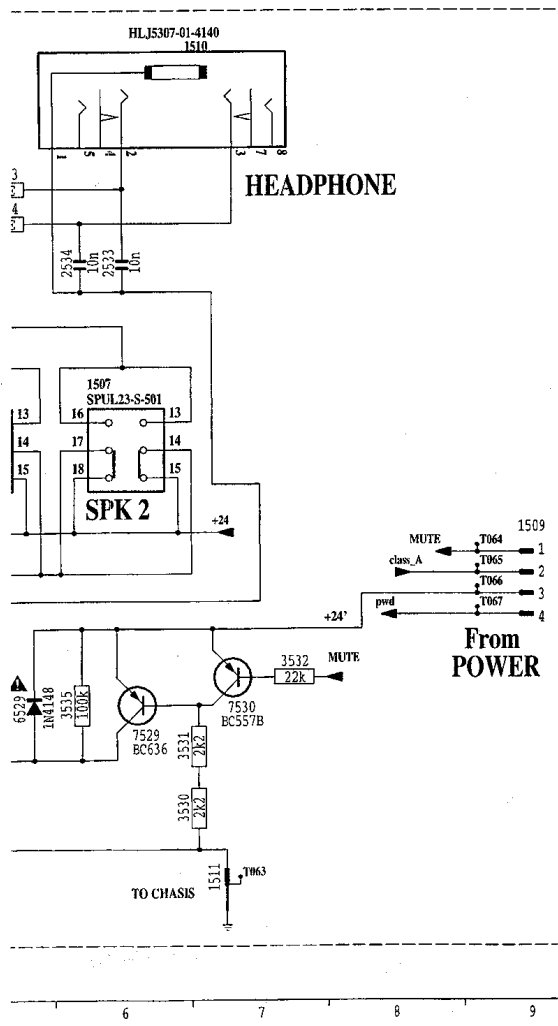 HLJ5307-01-4140
1510
1 5 4 2 3 7 8
3
4
HEADPHONE
2534 10n 2533 10n
1507
SPUL23-S-501
13 16 13
14 17 14
15 18 15
SPK 2
+24
1509
MUTE T064 1
class_A T065 2
T066 3
pwd T067 4
+24'
From
POWER
3532 MUTE
22k
6529 1N4148 3535 100k
7530
BC557B
7529
BC636
3531 2k2
3530 2k2
1511 T063
TO CHASIS
6 7 8 9